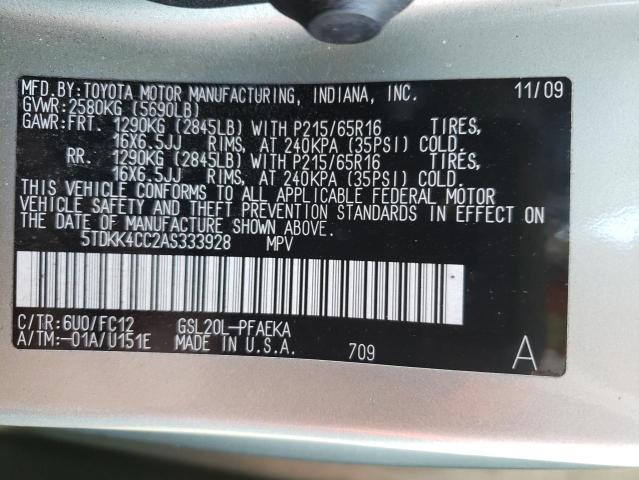 MFD.BY:TOYOTA MOTOR MANUFACTURING, INDIANA, INC. 11/09
GVWR:2580KG (5690LB)
GAWR:FRT. 1290KG (2845LB) WITH P215/65R16 TIRES,
16X6.5JJ RIMS, AT 240KPA (35PSI) COLD.
RR. 1290KG (2845LB) WITH P215/65R16 TIRES,
16X6.5JJ RIMS, AT 240KPA (35PSI) COLD.
THIS VEHICLE CONFORMS TO ALL APPLICABLE FEDERAL MOTOR
VEHICLE SAFETY AND THEFT PREVENTION STANDARDS IN EFFECT ON
THE DATE OF MANUFACTURE SHOWN ABOVE.
5TDKK4CC2AS333928 MPV
C/TR:6U0/FC12 GSL20L-PFAEKA
A/TM:-01A/U151E MADE IN U.S.A. 709 A